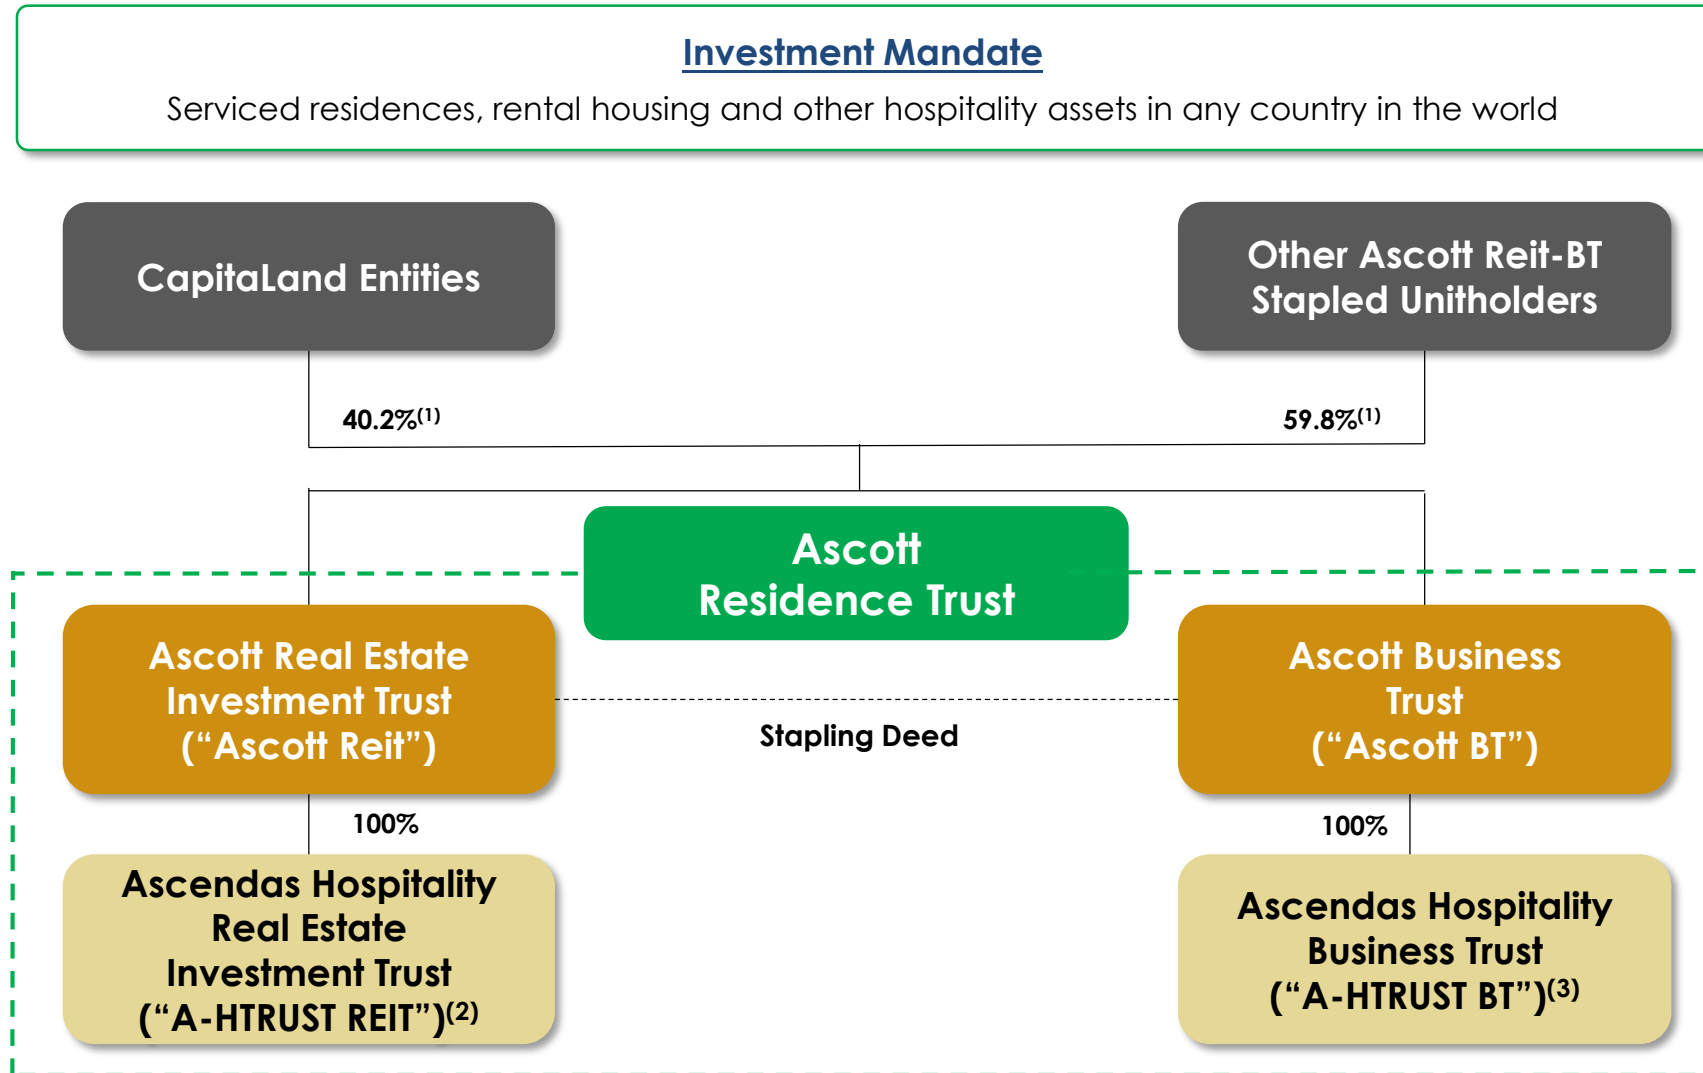 Investment Mandate
Serviced residences, rental housing and other hospitality assets in any country in the world
CapitaLand Entities
Other Ascott Reit-BT
Stapled Unitholders
40.2%(1)
59.8%(1)
Ascott
Residence Trust
Ascott Real Estate
Investment Trust
(“Ascott Reit”)
Stapling Deed
Ascott Business
Trust
(“Ascott BT”)
100%
100%
Ascendas Hospitality
Real Estate
Investment Trust
(“A-HTRUST REIT”)(2)
Ascendas Hospitality
Business Trust
(“A-HTRUST BT”)(3)